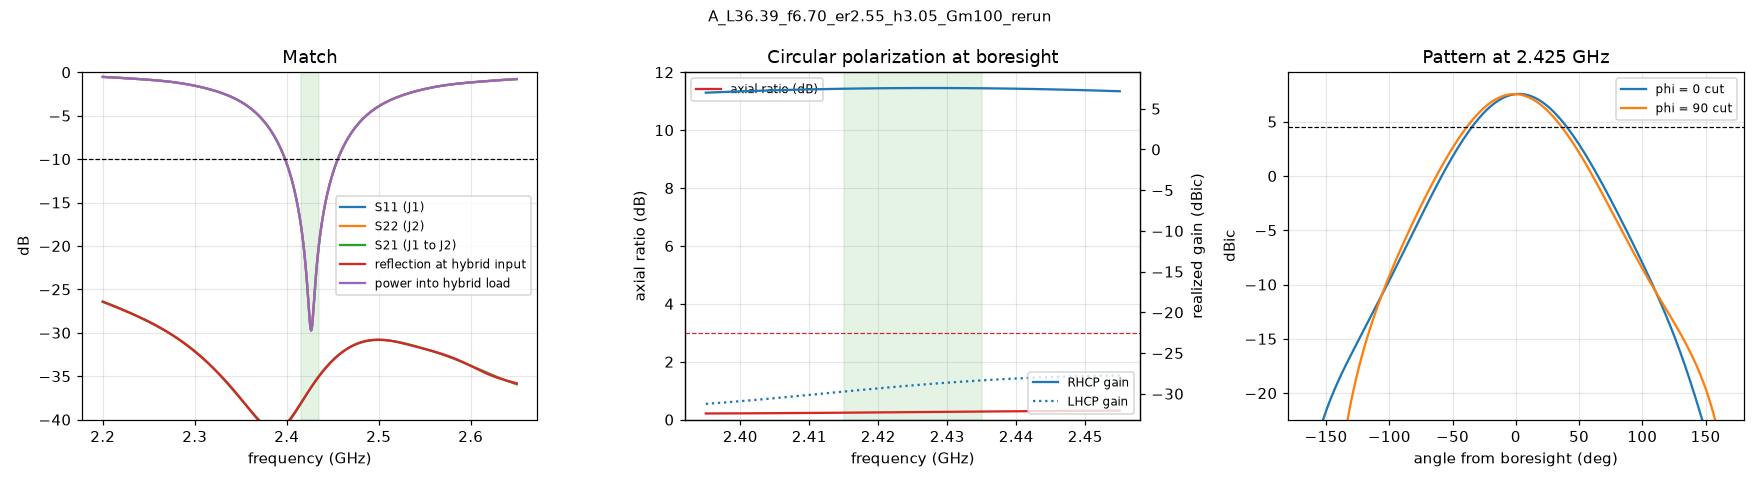 A_L36.39_f6.70_er2.55_h3.05_Gm100_rerun
Match
0
−5
−10
−15
−20
−25
−30
−35
−40
dB
S11 (J1)
S22 (J2)
S21 (J1 to J2)
reflection at hybrid input
power into hybrid load
2.2
2.3
2.4
2.5
2.6
frequency (GHz)
Circular polarization at boresight
12
10
8
6
4
2
0
axial ratio (dB)
axial ratio (dB)
5
0
−5
−10
−15
−20
−25
−30
realized gain (dBic)
RHCP gain
LHCP gain
2.40
2.41
2.42
2.43
2.44
2.45
frequency (GHz)
Pattern at 2.425 GHz
5
0
−5
−10
−15
−20
dBic
phi = 0 cut
phi = 90 cut
−150
−100
−50
0
50
100
150
angle from boresight (deg)